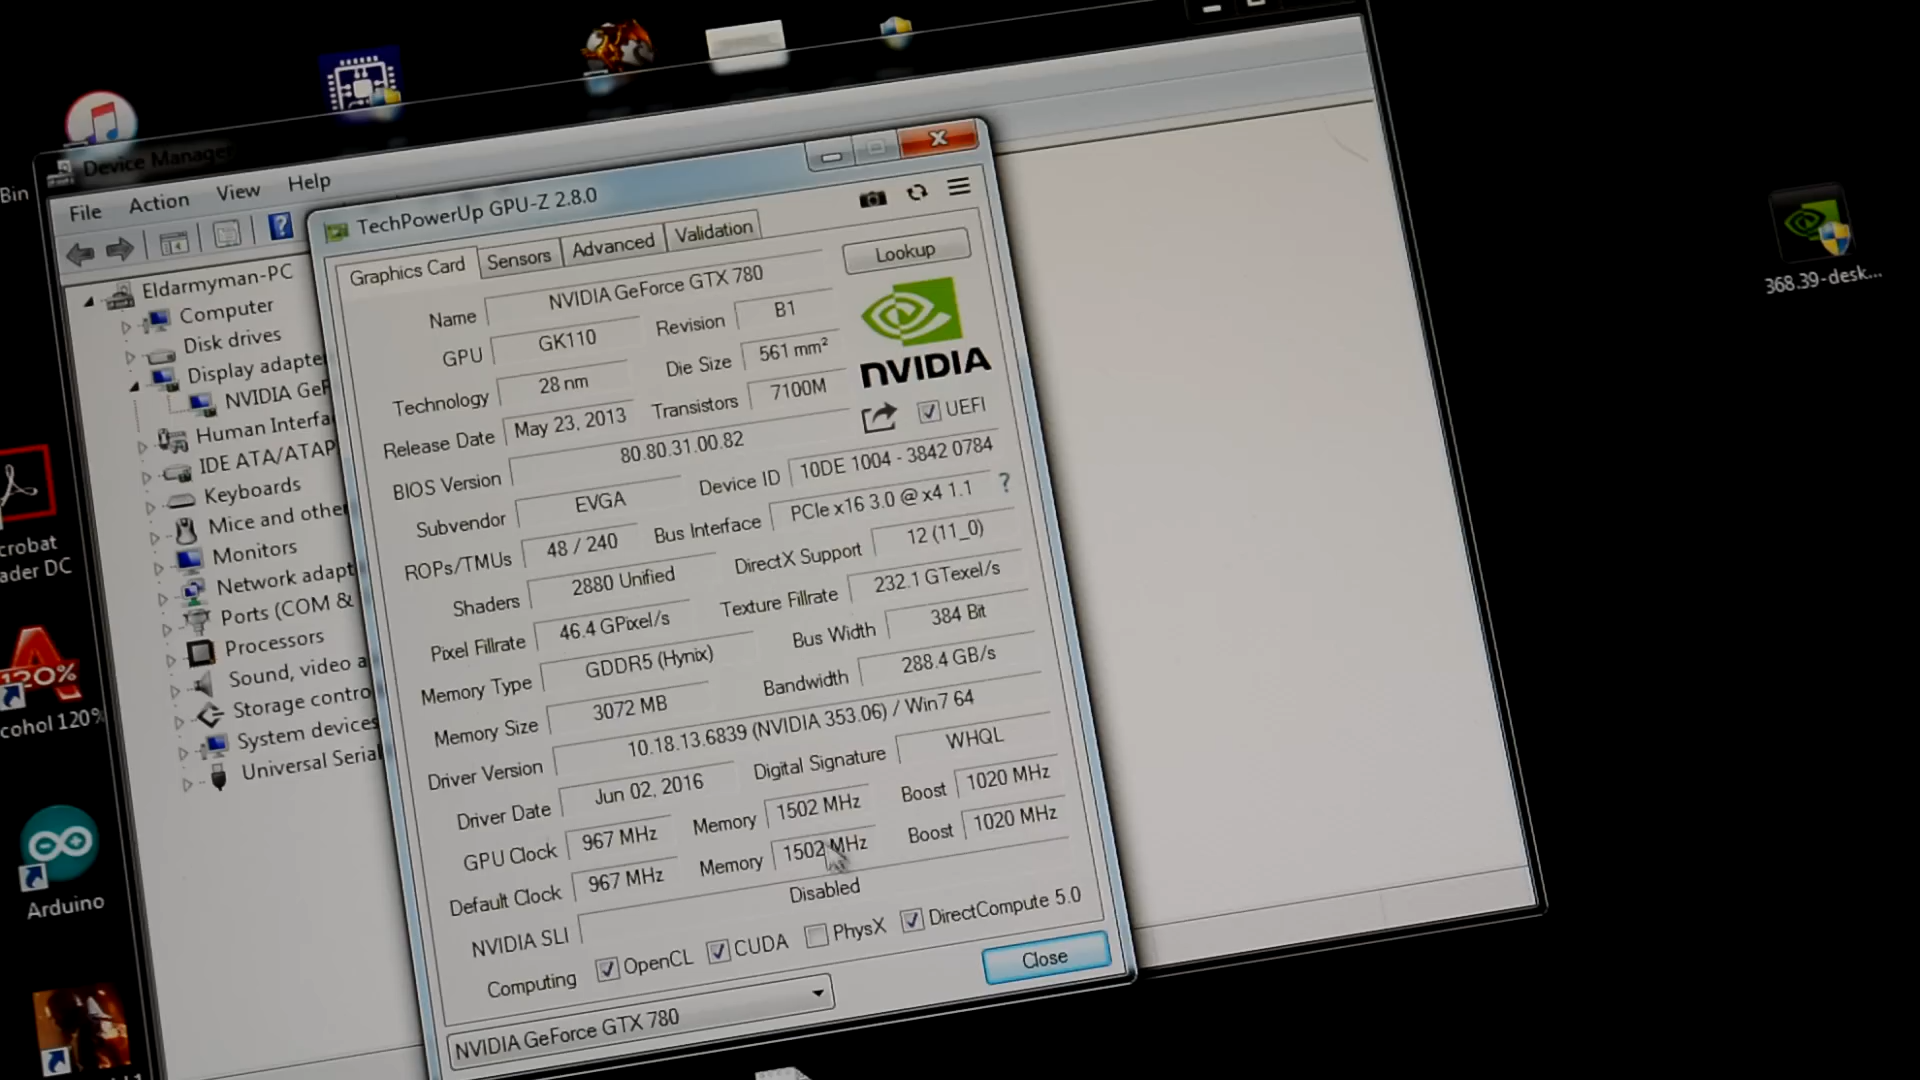 Bin
Device Manager
File Action View Help
Eldarmyman-PC
Computer
Disk drives
Display adapte
NVIDIA GeF
Human Interfa
IDE ATA/ATAP
Keyboards
Mice and othe
Monitors
Network adapt
Ports (COM &
Processors
Sound, video a
Storage contro
System devices
Universal Serial
TechPowerUp GPU-Z 2.8.0
Graphics Card Sensors Advanced Validation
Name NVIDIA GeForce GTX 780 Lookup
GPU GK110 Revision B1
Technology 28 nm Die Size 561 mm²
Release Date May 23, 2013 Transistors 7100M
NVIDIA
BIOS Version 80.80.31.00.82 UEFI
Subvendor EVGA Device ID 10DE 1004 - 3842 0784
ROPs/TMUs 48 / 240 Bus Interface PCIe x16 3.0 @ x4 1.1 ?
Shaders 2880 Unified DirectX Support 12 (11_0)
Pixel Fillrate 46.4 GPixel/s Texture Fillrate 232.1 GTexel/s
Memory Type GDDR5 (Hynix) Bus Width 384 Bit
Memory Size 3072 MB Bandwidth 288.4 GB/s
Driver Version 10.18.13.6839 (NVIDIA 353.06) / Win7 64
Driver Date Jun 02, 2016 Digital Signature WHQL
GPU Clock 967 MHz Memory 1502 MHz Boost 1020 MHz
Default Clock 967 MHz Memory 1502 MHz Boost 1020 MHz
NVIDIA SLI Disabled
Computing OpenCL CUDA PhysX DirectCompute 5.0
NVIDIA GeForce GTX 780 Close
368.39-desk...
crobat
ader DC
120%
cohol 120%
Arduino